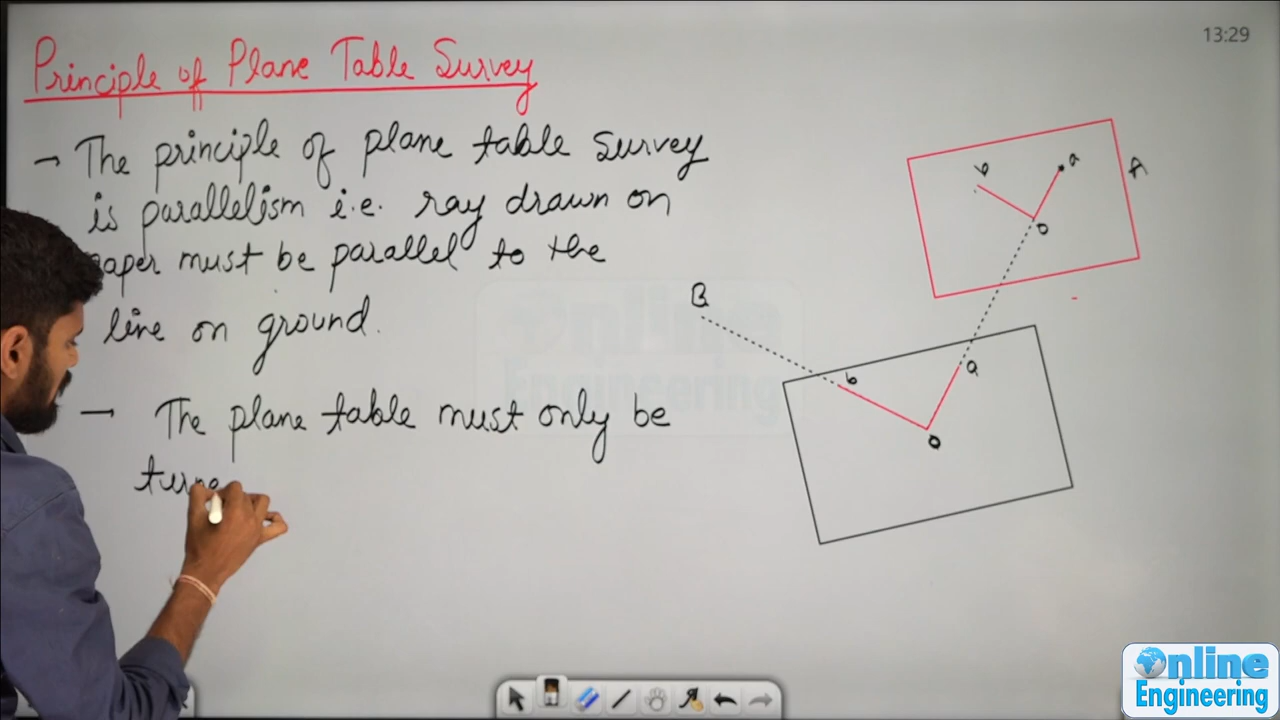 Principle of Plane Table Survey
13:29
→ The principle of plane table survey
is parallelism i.e. ray drawn on
paper must be parallel to the
line on ground.
→ The plane table must only be
turne
b
a
A
o
B
b
a
o
Online
Engineering